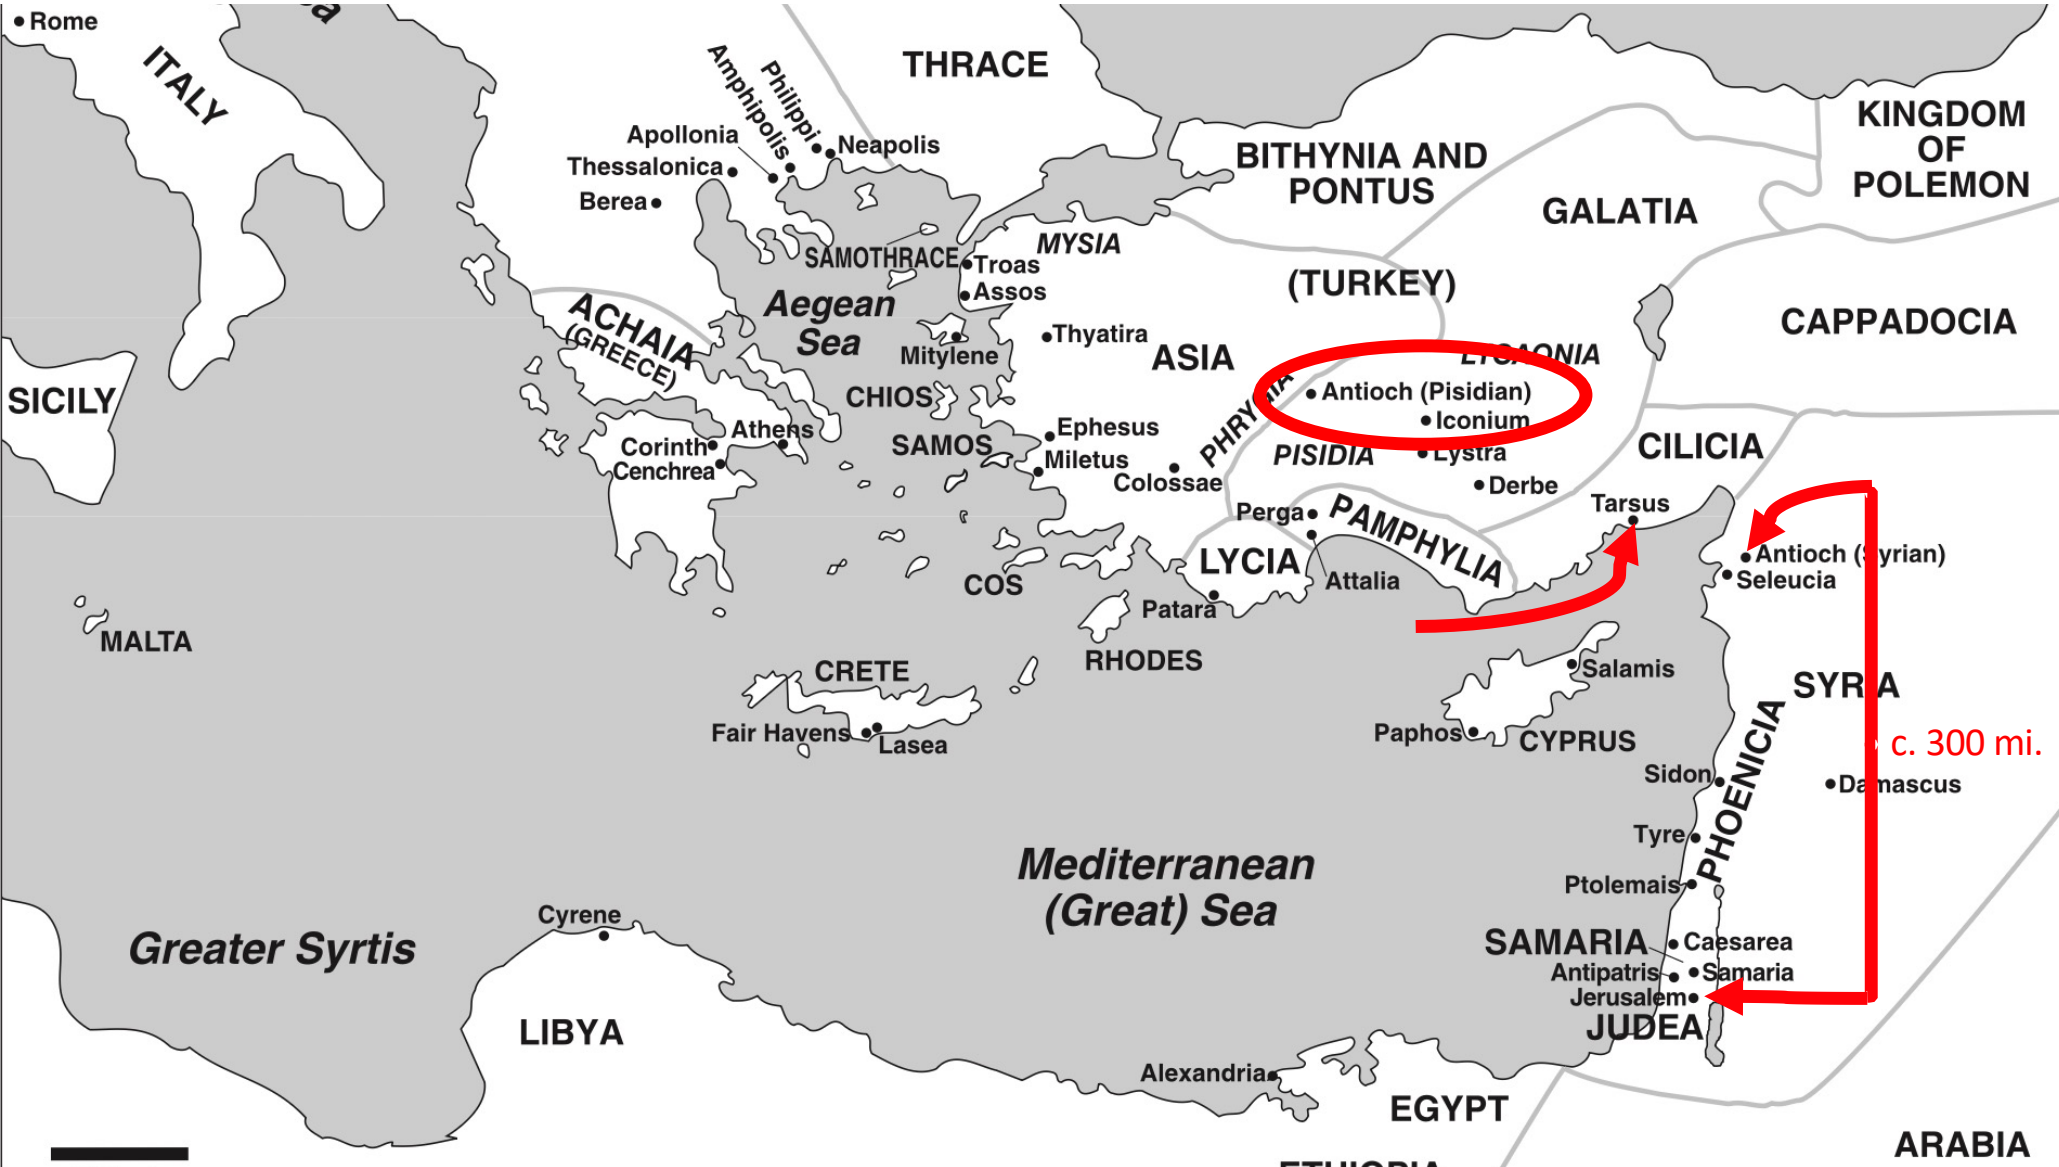 Rome
ITALY
THRACE
KINGDOM
OF
POLEMON
Philippi
Amphipolis
Apollonia
Neapolis
Thessalonica
Berea
BITHYNIA AND
PONTUS
GALATIA
MYSIA
SAMOTHRACE
Troas
Assos
(TURKEY)
Aegean
Sea
ACHAIA
(GREECE)
CAPPADOCIA
Thyatira
Mitylene
ASIA
LYCAONIA
SICILY
CHIOS
PHRYGIA
Antioch (Pisidian)
Iconium
Athens
Corinth
Cenchrea
SAMOS
Ephesus
Miletus
Colossae
PISIDIA
Lystra
CILICIA
Derbe
Tarsus
Perga
PAMPHYLIA
LYCIA
Attalia
Antioch (Syrian)
Seleucia
COS
Patara
MALTA
RHODES
CRETE
Salamis
SYRIA
Fair Havens
Lasea
Paphos
CYPRUS
c. 300 mi.
Sidon
PHOENICIA
Damascus
Tyre
Mediterranean
(Great) Sea
Ptolemais
Cyrene
Greater Syrtis
SAMARIA
Caesarea
Antipatris
Samaria
Jerusalem
JUDEA
LIBYA
Alexandria
EGYPT
ARABIA
ETHIOPIA